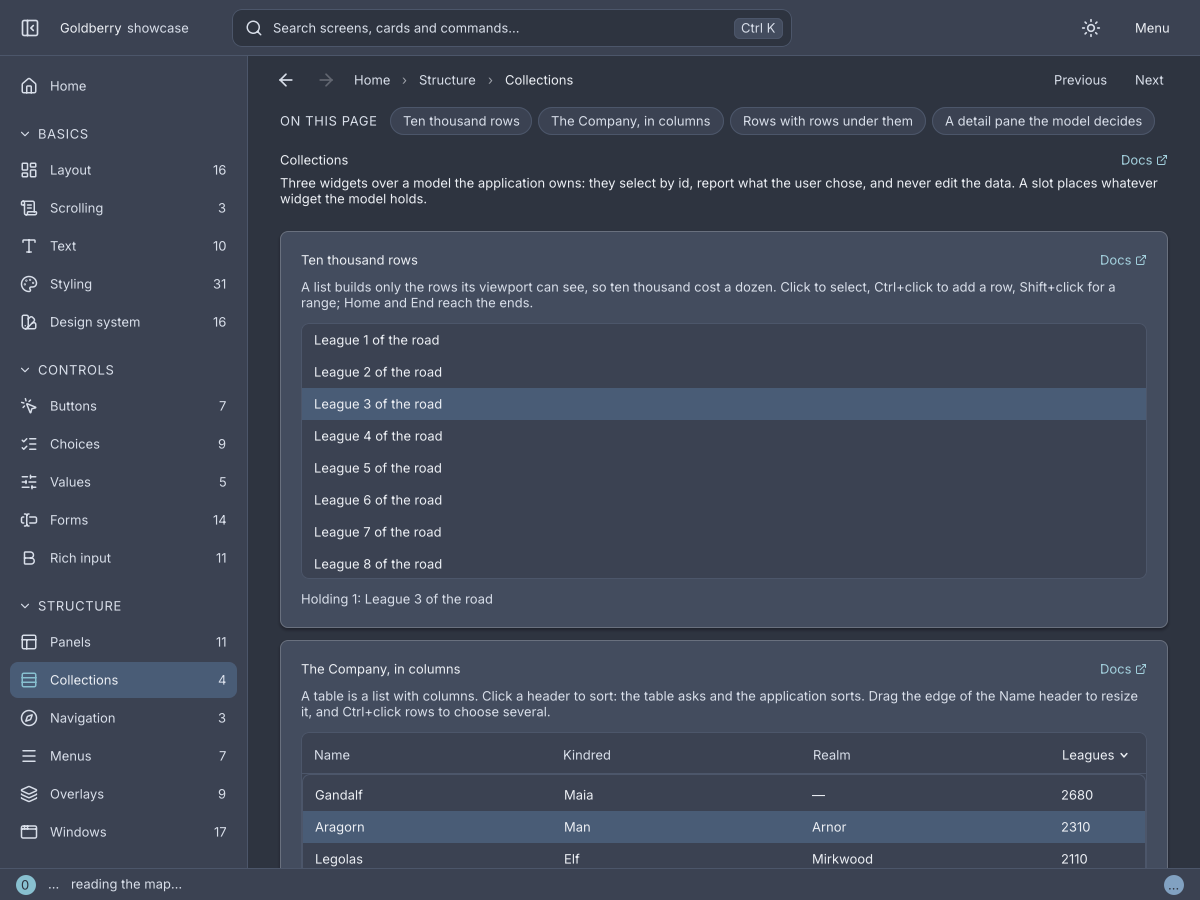 Goldberry showcase
Search screens, cards and commands...
Ctrl K
Menu
Home
BASICS
Layout 16
Scrolling 3
Text 10
Styling 31
Design system 16
CONTROLS
Buttons 7
Choices 9
Values 5
Forms 14
Rich input 11
STRUCTURE
Panels 11
Collections 4
Navigation 3
Menus 7
Overlays 9
Windows 17
Home › Structure › Collections
Previous Next
ON THIS PAGE Ten thousand rows The Company, in columns Rows with rows under them A detail pane the model decides
Collections Docs
Three widgets over a model the application owns: they select by id, report what the user chose, and never edit the data. A slot places whatever
widget the model holds.
Ten thousand rows Docs
A list builds only the rows its viewport can see, so ten thousand cost a dozen. Click to select, Ctrl+click to add a row, Shift+click for a
range; Home and End reach the ends.
League 1 of the road
League 2 of the road
League 3 of the road
League 4 of the road
League 5 of the road
League 6 of the road
League 7 of the road
League 8 of the road
Holding 1: League 3 of the road
The Company, in columns Docs
A table is a list with columns. Click a header to sort: the table asks and the application sorts. Drag the edge of the Name header to resize
it, and Ctrl+click rows to choose several.
Name Kindred Realm Leagues
Gandalf Maia — 2680
Aragorn Man Arnor 2310
Legolas Elf Mirkwood 2110
0 ... reading the map... ...